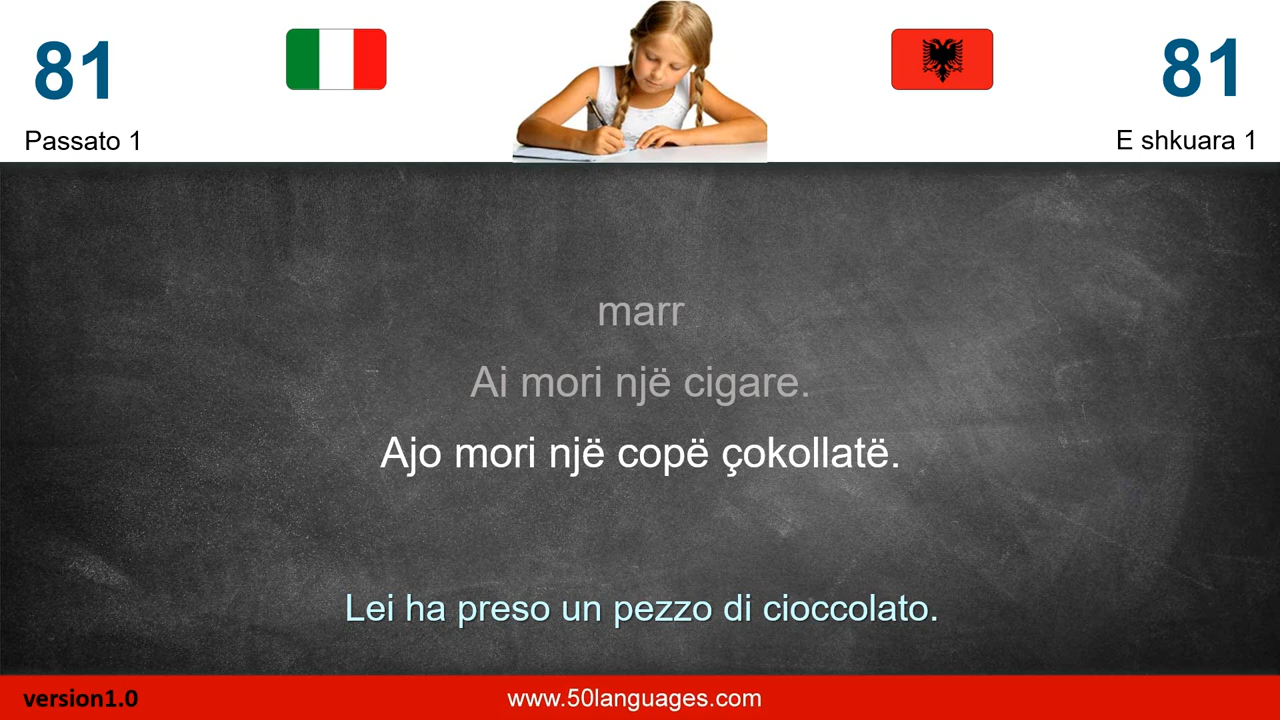 81
81
Passato 1
E shkuara 1
marr
Ai mori një cigare.
Ajo mori një copë çokollatë.
Lei ha preso un pezzo di cioccolato.
version1.0
www.50languages.com